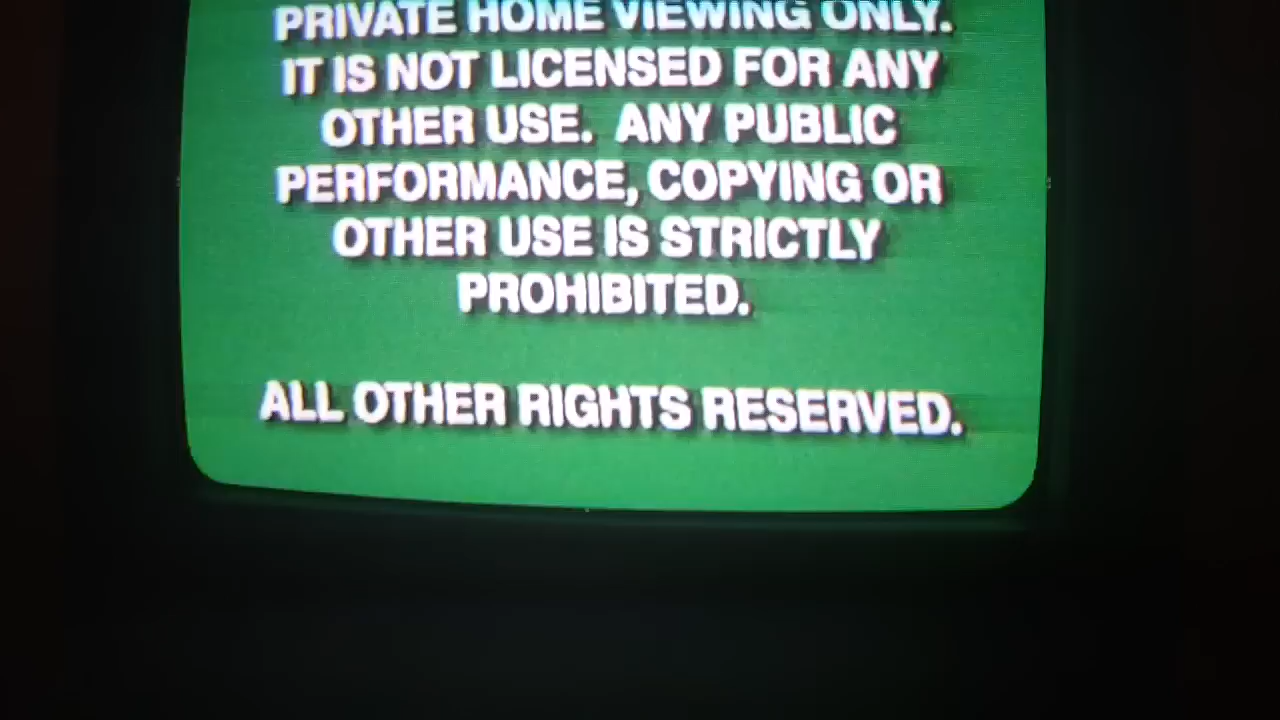 PRIVATE HOME VIEWING ONLY.
IT IS NOT LICENSED FOR ANY
OTHER USE. ANY PUBLIC
PERFORMANCE, COPYING OR
OTHER USE IS STRICTLY
PROHIBITED.
ALL OTHER RIGHTS RESERVED.